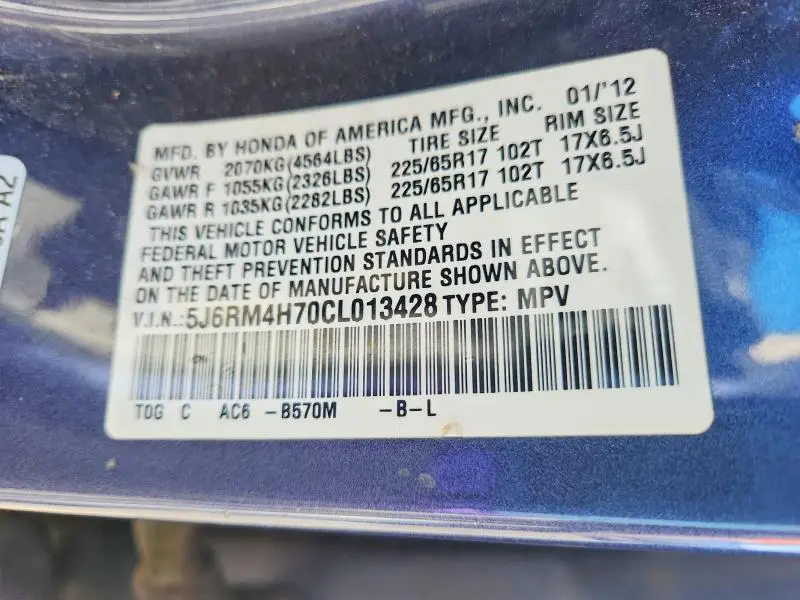 MFD. BY HONDA OF AMERICA MFG., INC. 01/'12
TIRE SIZE RIM SIZE
GVWR 2070KG(4564LBS)
GAWR F 1055KG(2326LBS) 225/65R17 102T 17X6.5J
GAWR R 1035KG(2282LBS) 225/65R17 102T 17X6.5J
THIS VEHICLE CONFORMS TO ALL APPLICABLE
FEDERAL MOTOR VEHICLE SAFETY
AND THEFT PREVENTION STANDARDS IN EFFECT
ON THE DATE OF MANUFACTURE SHOWN ABOVE.
V.I.N.:5J6RM4H70CL013428 TYPE: MPV
T0G C AC6 -B570M -B-L
A2